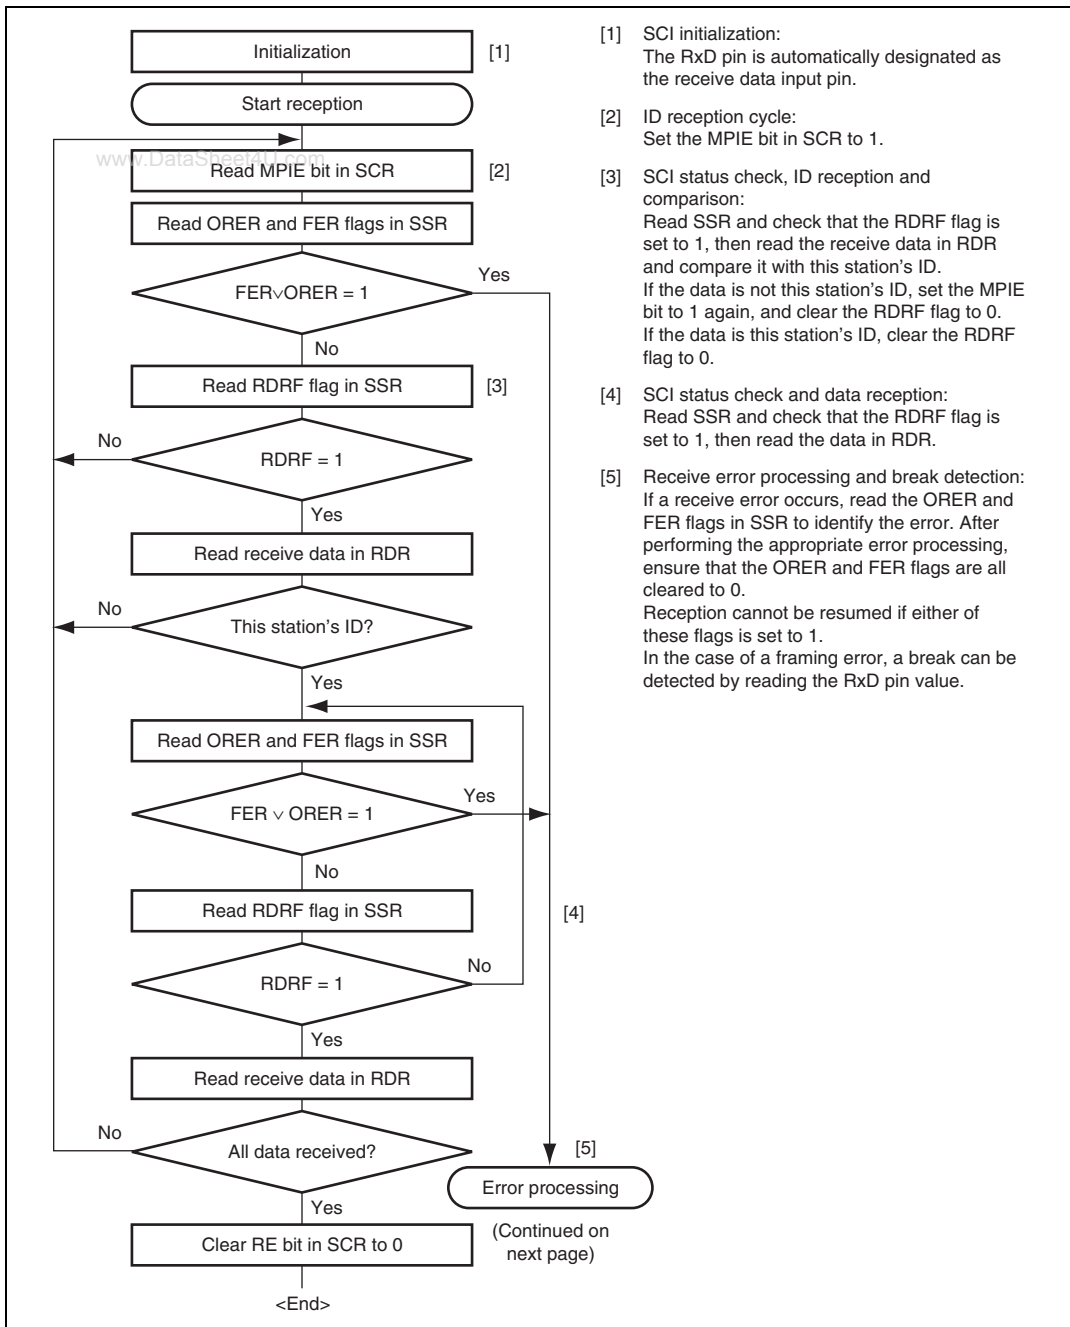 Initialization
[1]
Start reception
www.DataSheet4U.com
Read MPIE bit in SCR
[2]
Read ORER and FER flags in SSR
FER∨ORER = 1
Yes
No
Read RDRF flag in SSR
[3]
No
RDRF = 1
Yes
Read receive data in RDR
No
This station's ID?
Yes
Read ORER and FER flags in SSR
FER ∨ ORER = 1
Yes
No
Read RDRF flag in SSR
[4]
RDRF = 1
No
Yes
Read receive data in RDR
No
All data received?
[5]
Error processing
Yes
(Continued on
next page)
Clear RE bit in SCR to 0
<End>
[1] SCI initialization:
The RxD pin is automatically designated as
the receive data input pin.
[2] ID reception cycle:
Set the MPIE bit in SCR to 1.
[3] SCI status check, ID reception and
comparison:
Read SSR and check that the RDRF flag is
set to 1, then read the receive data in RDR
and compare it with this station's ID.
If the data is not this station's ID, set the MPIE
bit to 1 again, and clear the RDRF flag to 0.
If the data is this station's ID, clear the RDRF
flag to 0.
[4] SCI status check and data reception:
Read SSR and check that the RDRF flag is
set to 1, then read the data in RDR.
[5] Receive error processing and break detection:
If a receive error occurs, read the ORER and
FER flags in SSR to identify the error. After
performing the appropriate error processing,
ensure that the ORER and FER flags are all
cleared to 0.
Reception cannot be resumed if either of
these flags is set to 1.
In the case of a framing error, a break can be
detected by reading the RxD pin value.